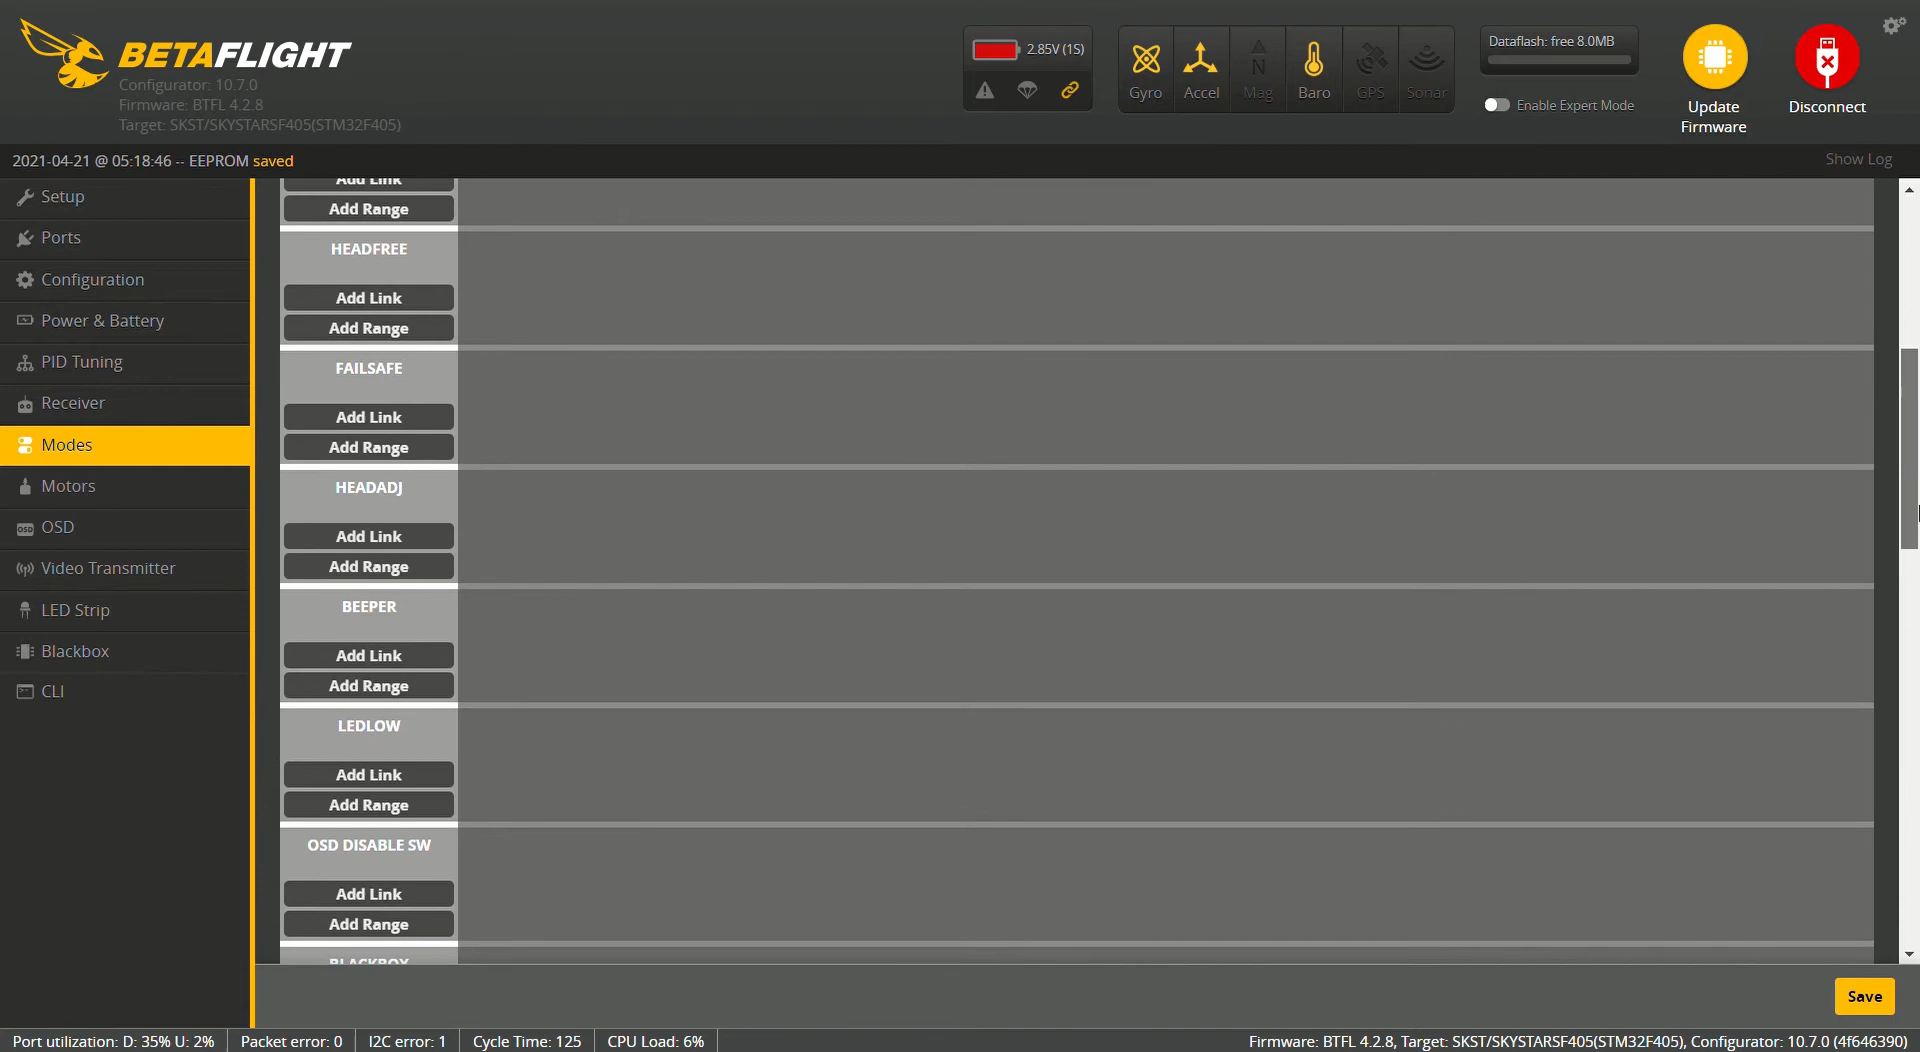 BETAFLIGHT
Configurator: 10.7.0
Firmware: BTFL 4.2.8
Target: SKST/SKYSTARSF405(STM32F405)
2.85V (1S)
Gyro
Accel
N
Mag
Baro
GPS
Sonar
Dataflash: free 8.0MB
Enable Expert Mode
Update
Firmware
Disconnect
2021-04-21 @ 05:18:46 -- EEPROM saved
Show Log
Setup
Ports
Configuration
Power & Battery
PID Tuning
Receiver
Modes
Motors
OSD
OSD
Video Transmitter
LED Strip
Blackbox
CLI
Add Link
Add Range
HEADFREE
Add Link
Add Range
FAILSAFE
Add Link
Add Range
HEADADJ
Add Link
Add Range
BEEPER
Add Link
Add Range
LEDLOW
Add Link
Add Range
OSD DISABLE SW
Add Link
Add Range
BLACKBOX
Save
Port utilization: D: 35% U: 2%
Packet error: 0
I2C error: 1
Cycle Time: 125
CPU Load: 6%
Firmware: BTFL 4.2.8, Target: SKST/SKYSTARSF405(STM32F405), Configurator: 10.7.0 (4f646390)